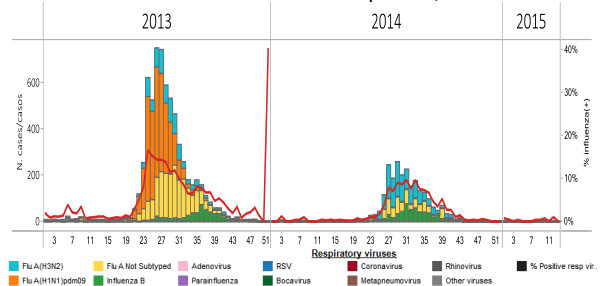 2013 2014 2015
N. cases/casos
600
400
200
0
40%
30%
20%
10%
0%
% influenza(+)
3 7 11 15 19 23 27 31 35 39 43 47 51 3 7 11 15 19 23 27 31 35 39 43 47 51 3 7 11
Respiratory viruses
Flu A(H3N2) Flu A Not Subtyped Adenovirus RSV Coronavirus Rhinovirus % Positive resp vir..
Flu A(H1N1)pdm09 Influenza B Parainfluenza Bocavirus Metapneumovirus Other viruses